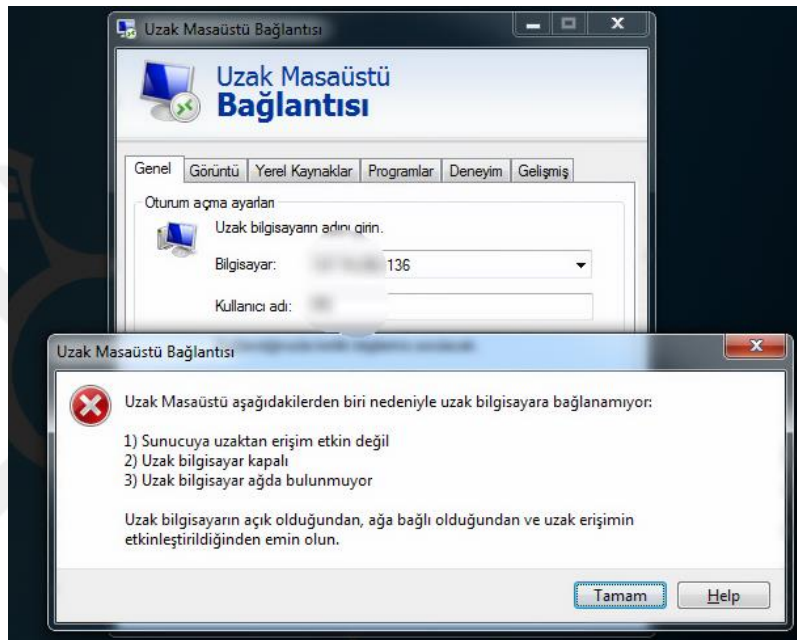 Uzak Masaüstü Bağlantısı
Uzak Masaüstü
Bağlantısı
Genel Görüntü Yerel Kaynaklar Programlar Deneyim Gelişmiş
Oturum açma ayarları
Uzak bilgisayarın adını girin.
Bilgisayar: 136
Kullanıcı adı:
Uzak Masaüstü Bağlantısı
Uzak Masaüstü aşağıdakilerden biri nedeniyle uzak bilgisayara bağlanamıyor:
1) Sunucuya uzaktan erişim etkin değil
2) Uzak bilgisayar kapalı
3) Uzak bilgisayar ağda bulunmuyor
Uzak bilgisayarın açık olduğundan, ağa bağlı olduğundan ve uzak erişimin
etkinleştirildiğinden emin olun.
Tamam Help